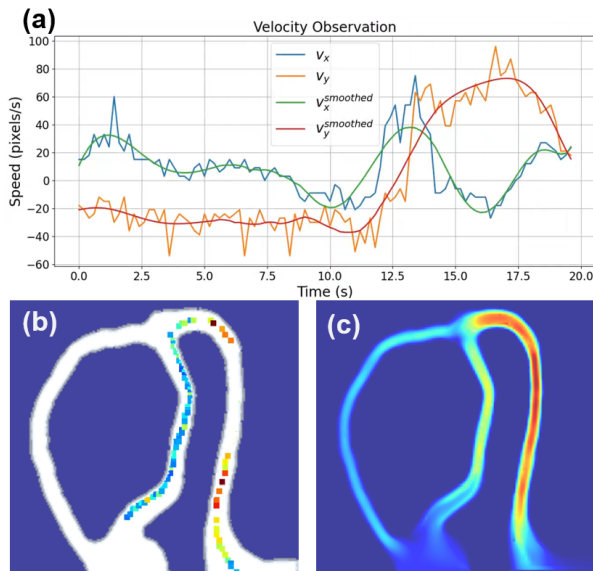 (a)
Velocity Observation
Speed (pixels/s)
100
80
60
40
20
0
−20
−40
−60
v_x
v_y
v_x^smoothed
v_y^smoothed
0.0 2.5 5.0 7.5 10.0 12.5 15.0 17.5 20.0
Time (s)
(b) (c)